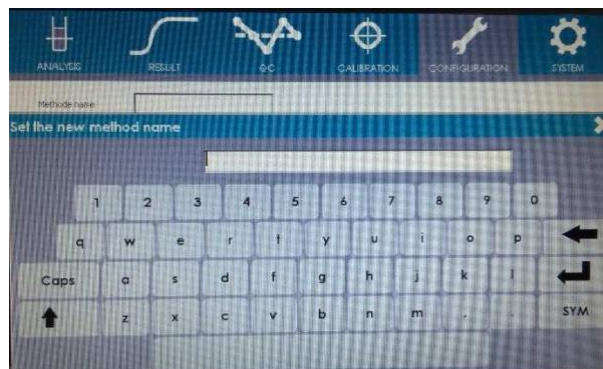 ANALYSIS RESULT QC CALIBRATION CONFIGURATION SYSTEM
Methode name
Set the new melhod name
1 2 3 4 5 6 7 8 9 0
q w e r t y u i o p
Caps a s d f g h j k l
z x c v b n m , . SYM